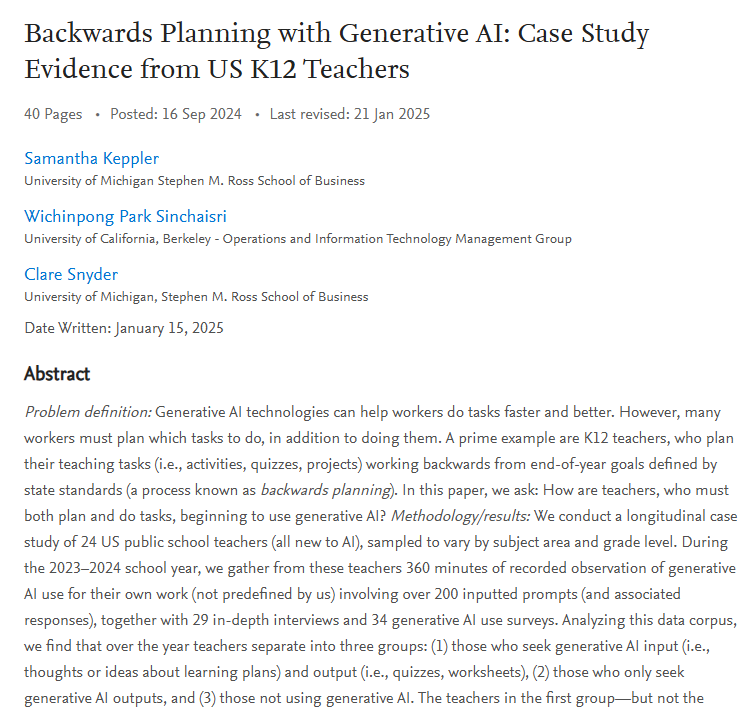 Backwards Planning with Generative AI: Case Study
Evidence from US K12 Teachers
40 Pages • Posted: 16 Sep 2024 • Last revised: 21 Jan 2025
Samantha Keppler
University of Michigan Stephen M. Ross School of Business
Wichinpong Park Sinchaisri
University of California, Berkeley - Operations and Information Technology Management Group
Clare Snyder
University of Michigan, Stephen M. Ross School of Business
Date Written: January 15, 2025
Abstract
Problem definition: Generative AI technologies can help workers do tasks faster and better. However, many
workers must plan which tasks to do, in addition to doing them. A prime example are K12 teachers, who plan
their teaching tasks (i.e., activities, quizzes, projects) working backwards from end-of-year goals defined by
state standards (a process known as backwards planning). In this paper, we ask: How are teachers, who must
both plan and do tasks, beginning to use generative AI? Methodology/results: We conduct a longitudinal case
study of 24 US public school teachers (all new to AI), sampled to vary by subject area and grade level. During
the 2023–2024 school year, we gather from these teachers 360 minutes of recorded observation of generative
AI use for their own work (not predefined by us) involving over 200 inputted prompts (and associated
responses), together with 29 in-depth interviews and 34 generative AI use surveys. Analyzing this data corpus,
we find that over the year teachers separate into three groups: (1) those who seek generative AI input (i.e.,
thoughts or ideas about learning plans) and output (i.e., quizzes, worksheets), (2) those who only seek
generative AI outputs, and (3) those not using generative AI. The teachers in the first group—but not the